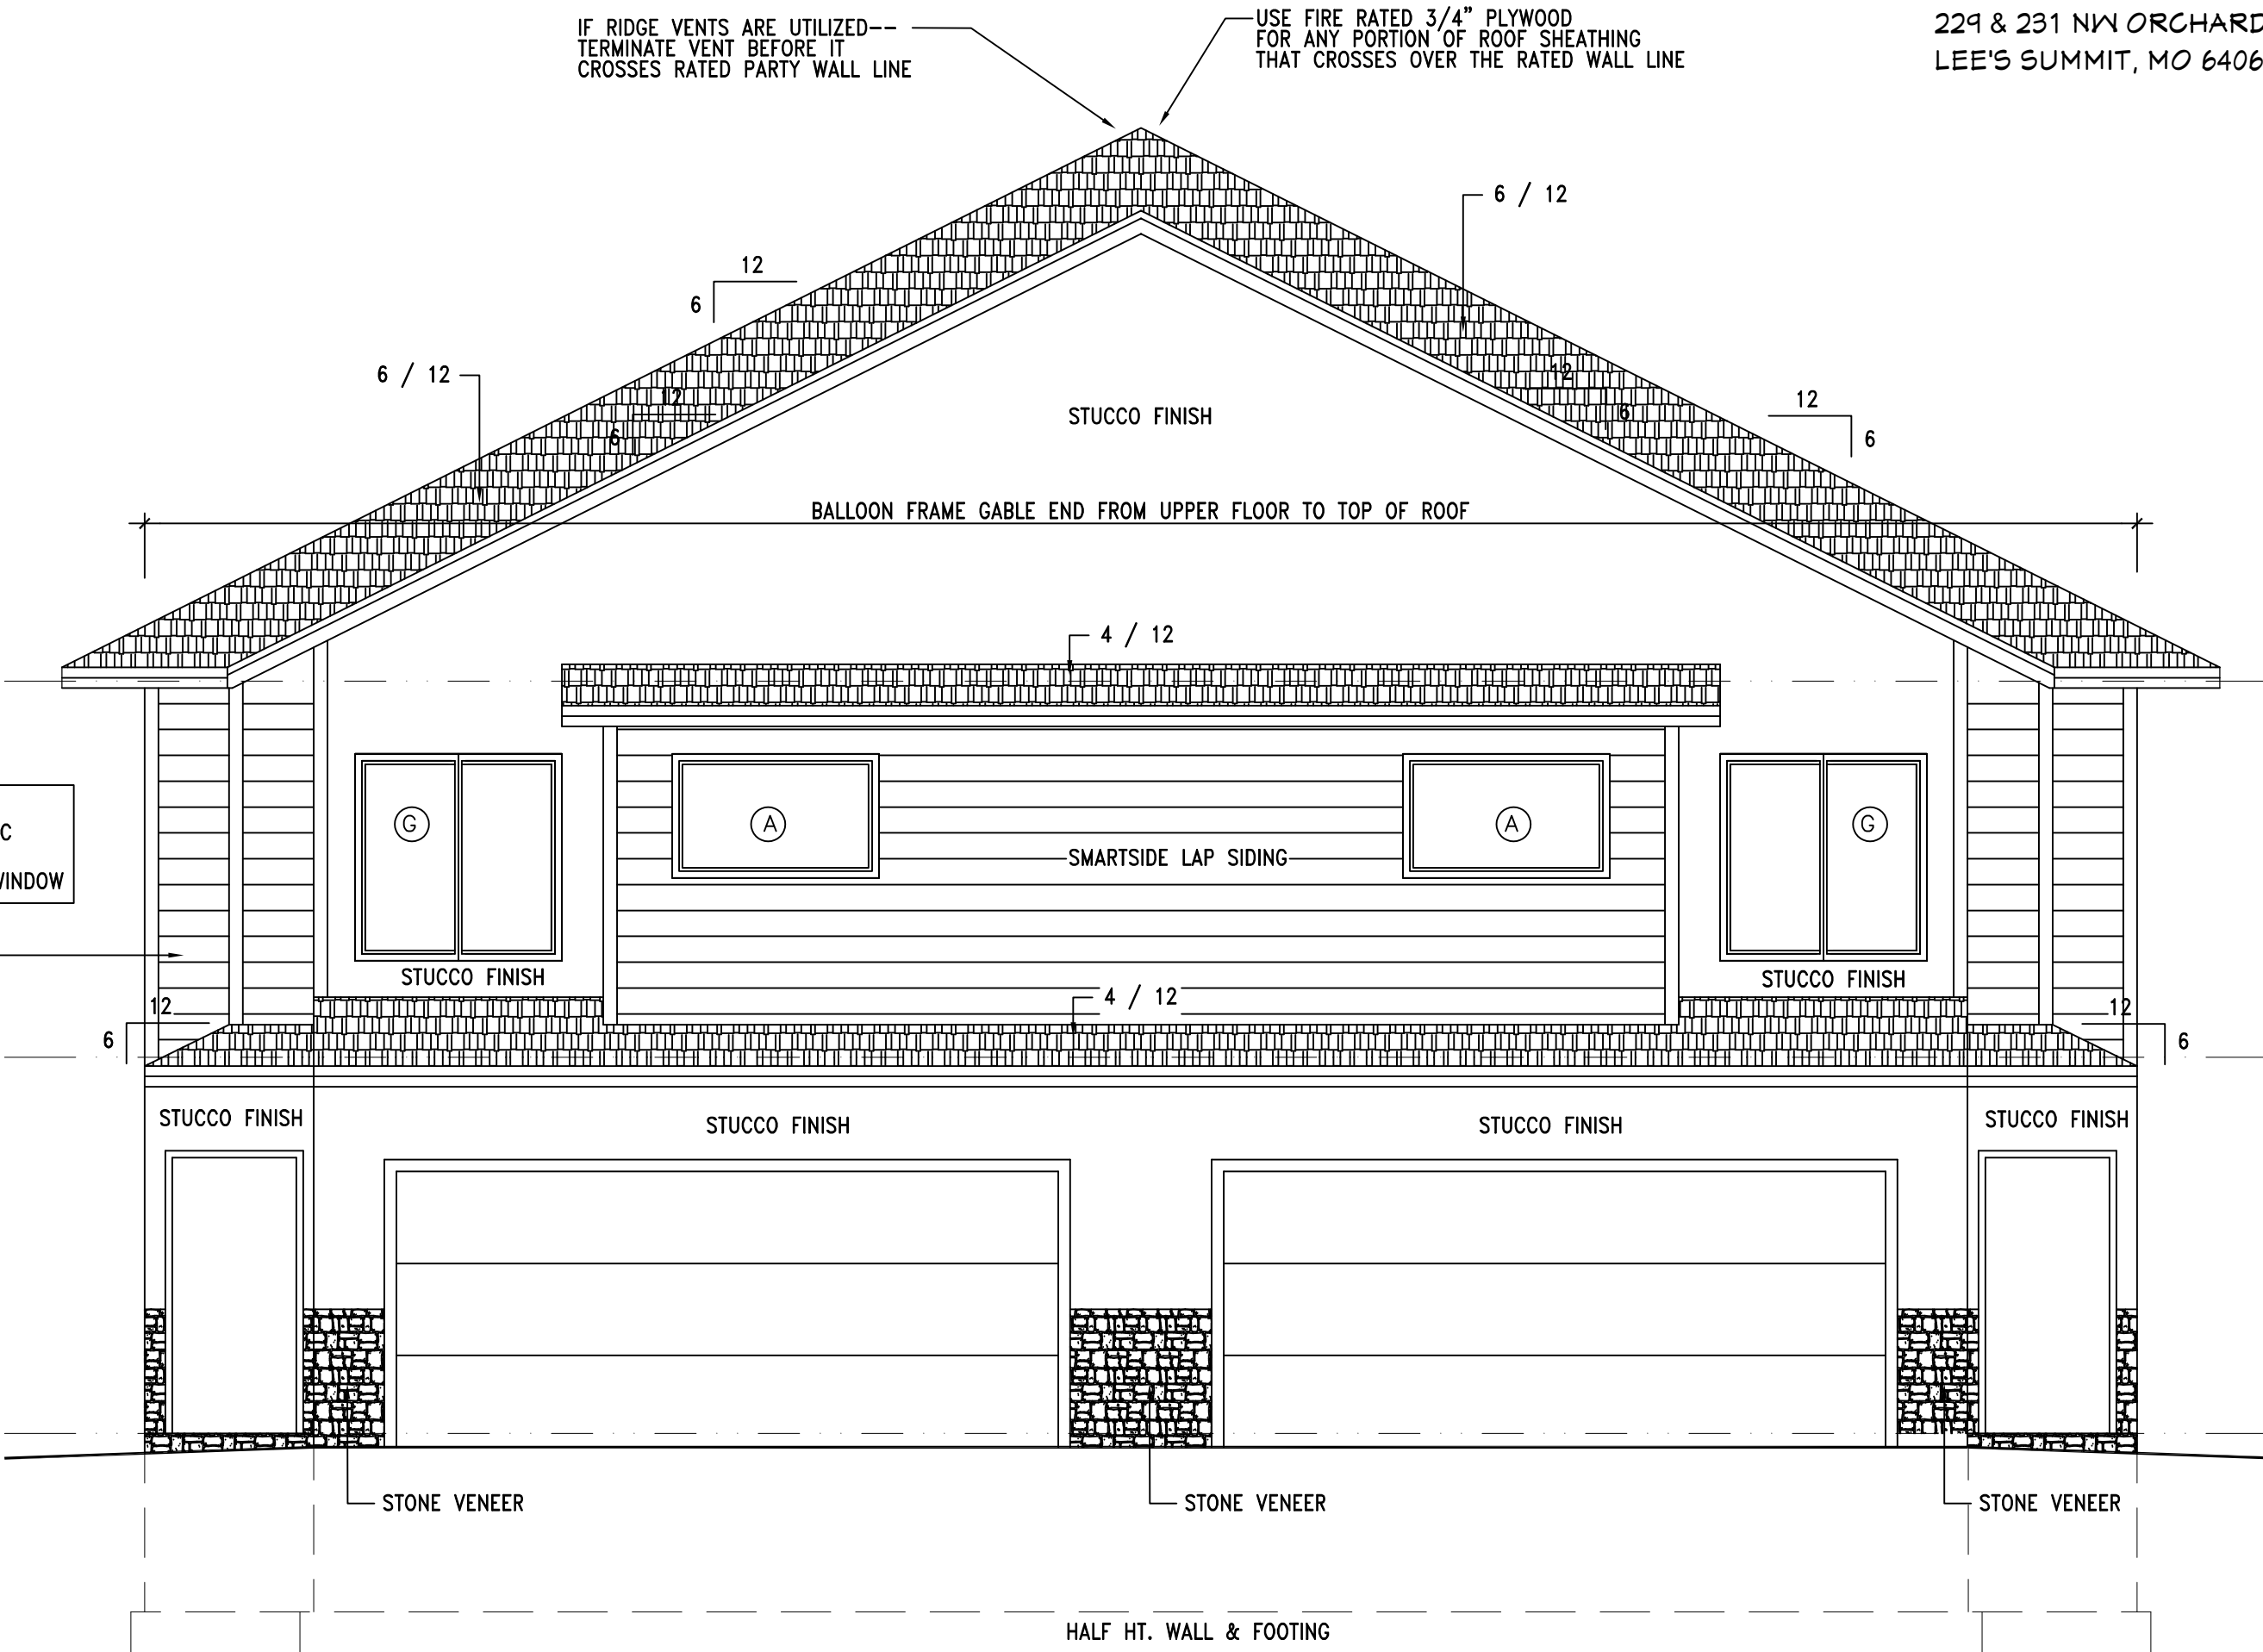 IF RIDGE VENTS ARE UTILIZED--
TERMINATE VENT BEFORE IT
CROSSES RATED PARTY WALL LINE
USE FIRE RATED 3/4" PLYWOOD
FOR ANY PORTION OF ROOF SHEATHING
THAT CROSSES OVER THE RATED WALL LINE
229 & 231 NW ORCHARD
LEE'S SUMMIT, MO 6406
6 / 12
12
6
6 / 12
12
6
12
6
12
6
STUCCO FINISH
BALLOON FRAME GABLE END FROM UPPER FLOOR TO TOP OF ROOF
4 / 12
C
WINDOW
G
A
A
G
SMARTSIDE LAP SIDING
STUCCO FINISH
STUCCO FINISH
12
6
4 / 12
12
6
STUCCO FINISH
STUCCO FINISH
STUCCO FINISH
STUCCO FINISH
STONE VENEER
STONE VENEER
STONE VENEER
HALF HT. WALL & FOOTING